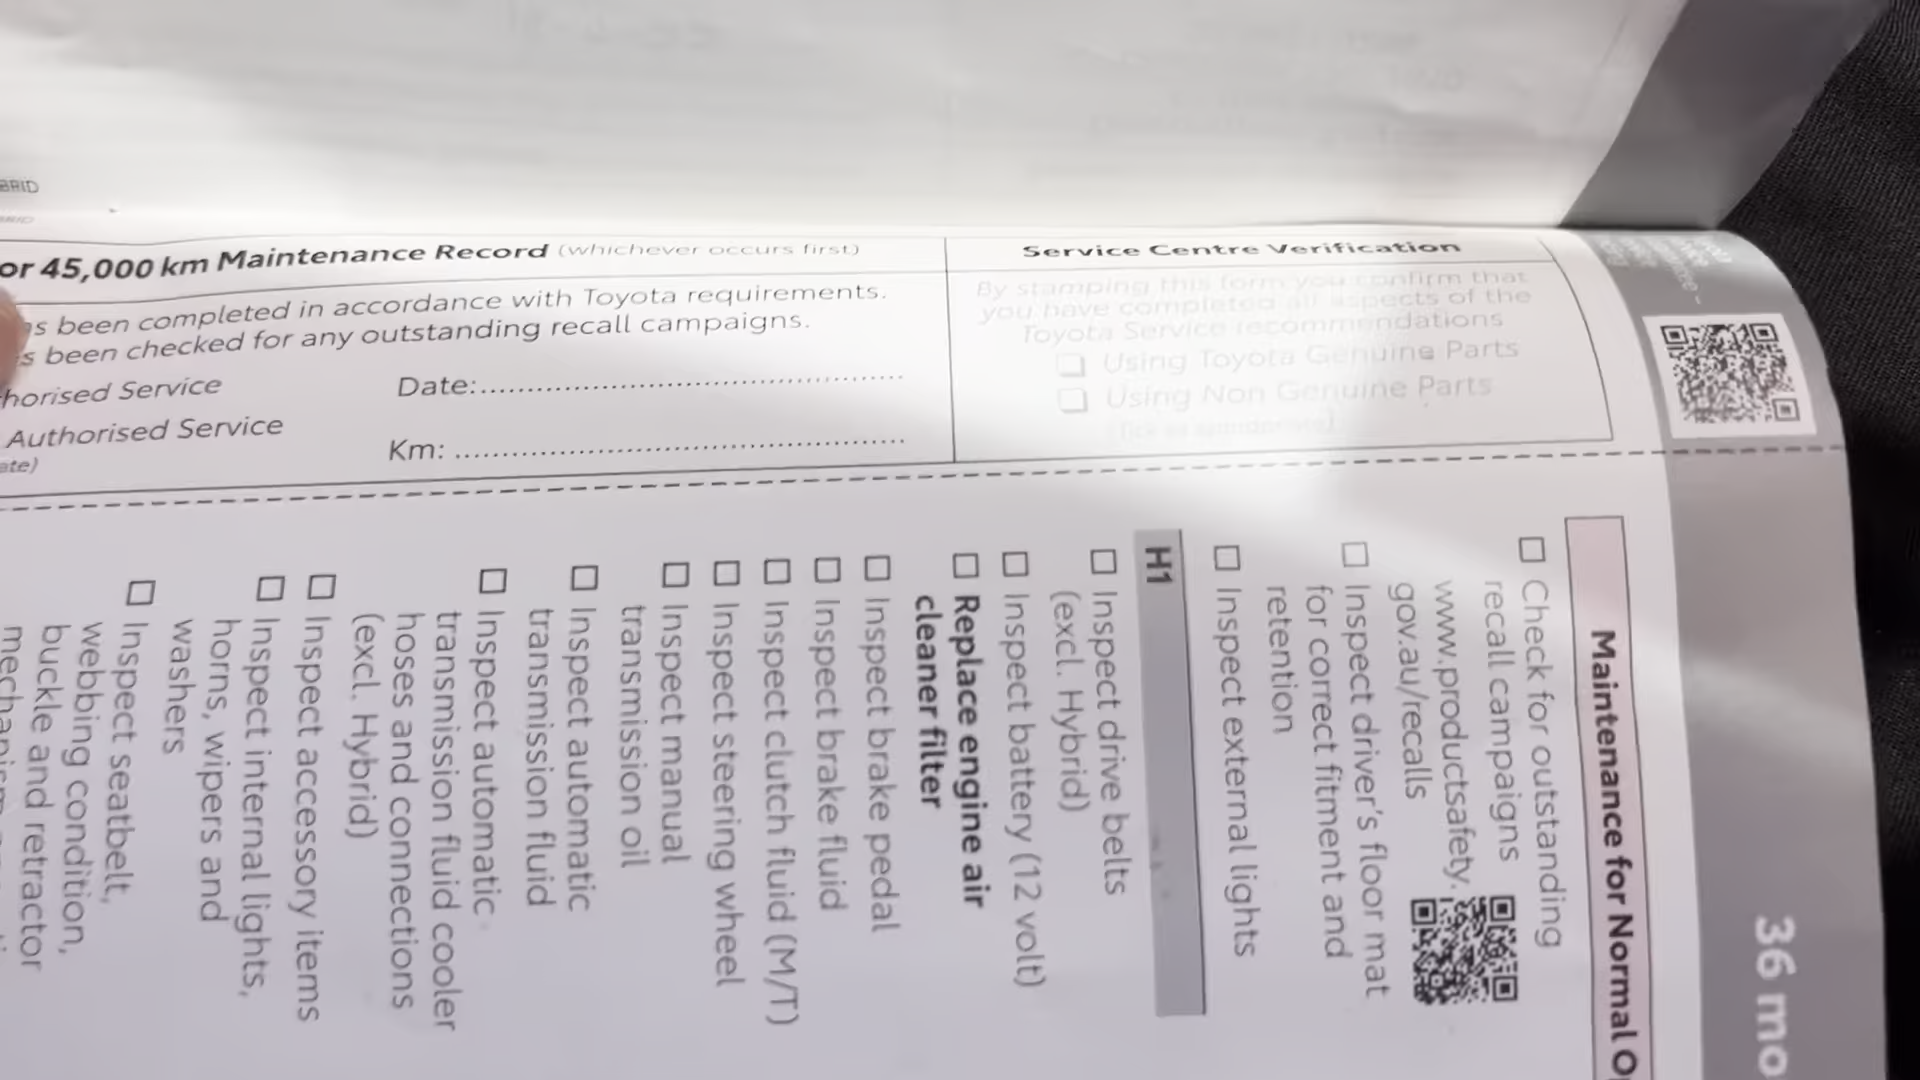 BRID
or 45,000 km Maintenance Record (whichever occurs first)
Service Centre Verification
s been completed in accordance with Toyota requirements.
s been checked for any outstanding recall campaigns.
horised Service
Date:
Authorised Service
Km:
ate)
By stamping this form you confirm that
you have completed all aspects of the
Toyota Service recommendations
☐ Using Toyota Genuine Parts
☐ Using Non Genuine Parts
36 mo
Maintenance for Normal O
☐ Check for outstanding
recall campaigns
www.productsafety.
gov.au/recalls
☐ Inspect driver's floor mat
for correct fitment and
retention
☐ Inspect external lights
H1
☐ Inspect drive belts
(excl. Hybrid)
☐ Inspect battery (12 volt)
☐ Replace engine air
cleaner filter
☐ Inspect brake pedal
☐ Inspect brake fluid
☐ Inspect clutch fluid (M/T)
☐ Inspect steering wheel
☐ Inspect manual
transmission oil
☐ Inspect automatic
transmission fluid
☐ Inspect automatic
transmission fluid cooler
hoses and connections
(excl. Hybrid)
☐ Inspect accessory items
☐ Inspect internal lights,
horns, wipers and
washers
☐ Inspect seatbelt,
webbing condition,
buckle and retractor